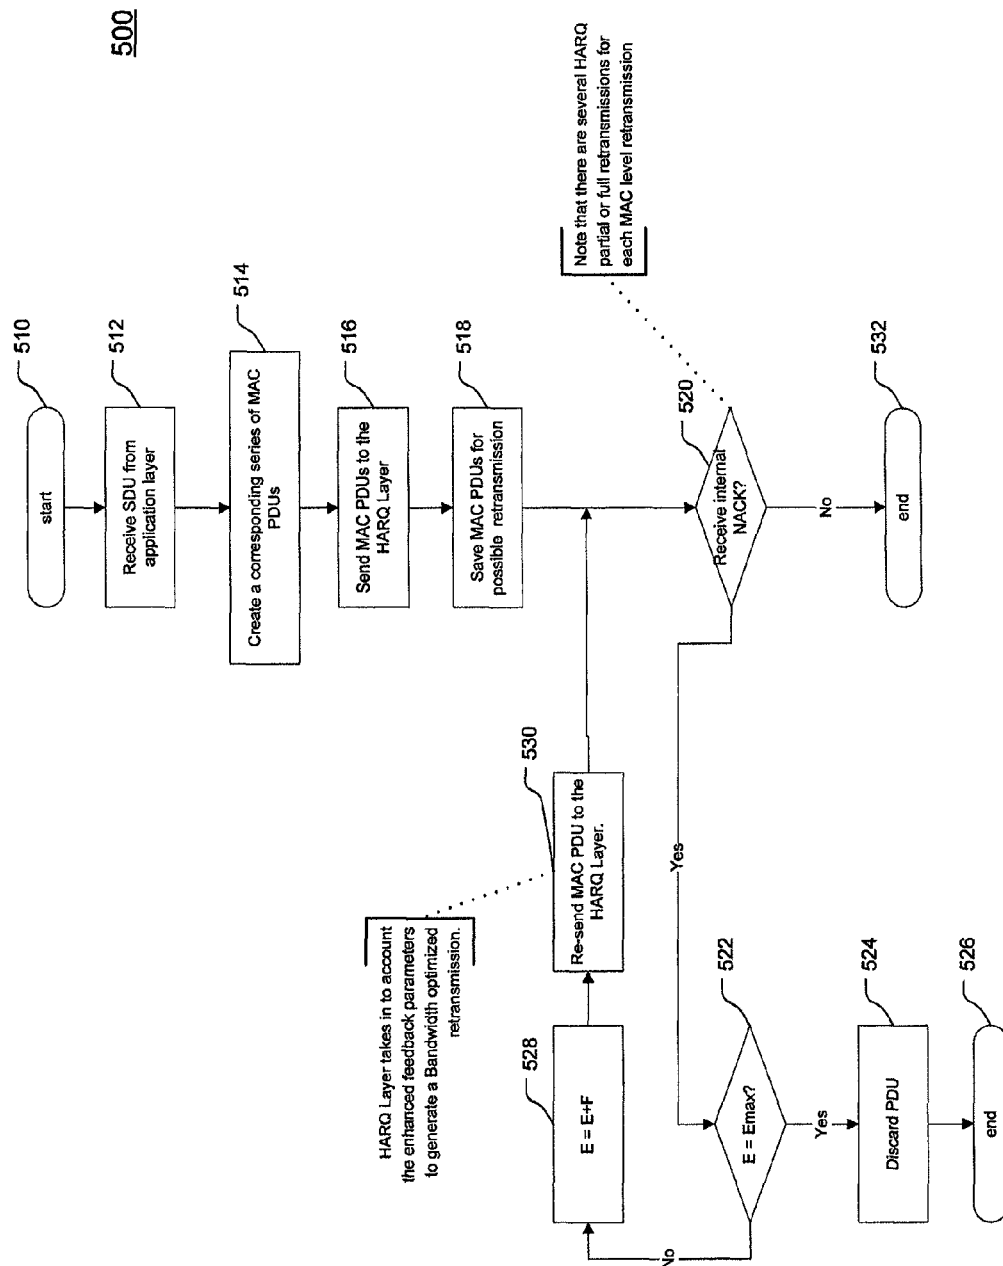 500
start
510
Receive SDU from
application layer
512
Create a corresponding series of MAC
PDUs
514
Send MAC PDUs to the
HARQ Layer
516
Save MAC PDUs for
possible retransmission
518
Receive internal
NACK?
520
Note that there are several HARQ
partial or full retransmissions for
each MAC level retransmission
No
end
532
Yes
E = Emax?
522
Yes
Discard PDU
524
end
526
No
E = E+F
528
Re-send MAC PDU to the
HARQ Layer.
530
HARQ Layer takes in to account
the enhanced feedback parameters
to generate a Bandwidth optimized
retransmission.